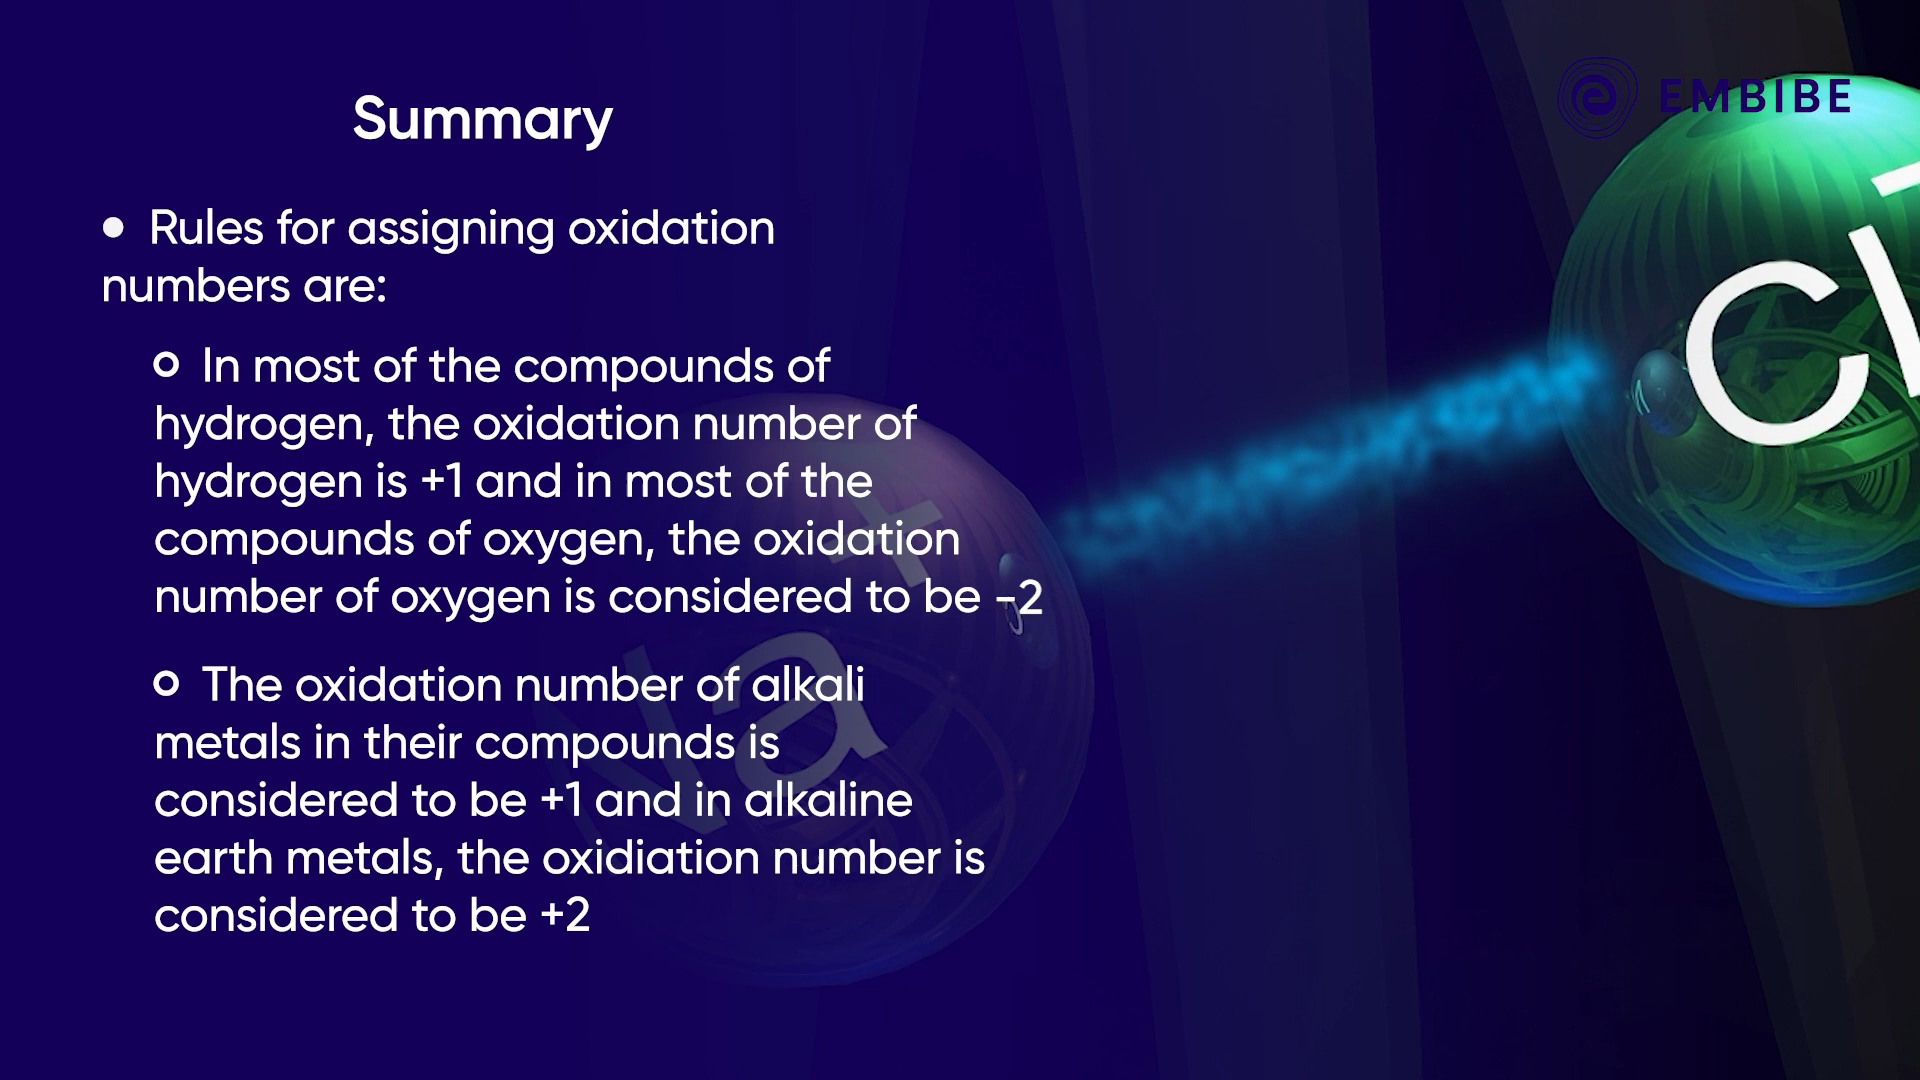 EMBIBE
Summary
● Rules for assigning oxidation
numbers are:
○ In most of the compounds of
hydrogen, the oxidation number of
hydrogen is +1 and in most of the
compounds of oxygen, the oxidation
number of oxygen is considered to be -2
○ The oxidation number of alkali
metals in their compounds is
considered to be +1 and in alkaline
earth metals, the oxidiation number is
considered to be +2
Na+
Cl-